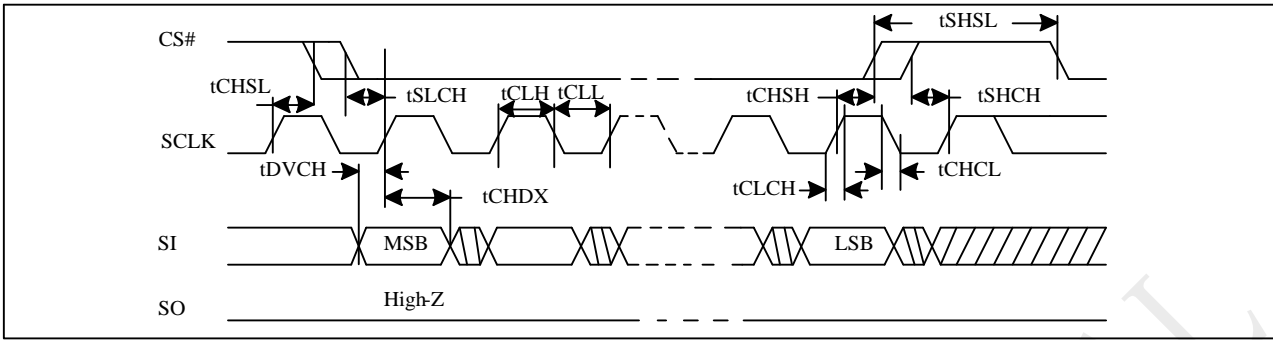 tSHSL
CS#
tCHSL
tSLCH
tCLH
tCLL
tCHSH
tSHCH
SCLK
tDVCH
tCHCL
tCLCH
tCHDX
SI
MSB
LSB
High-Z
SO